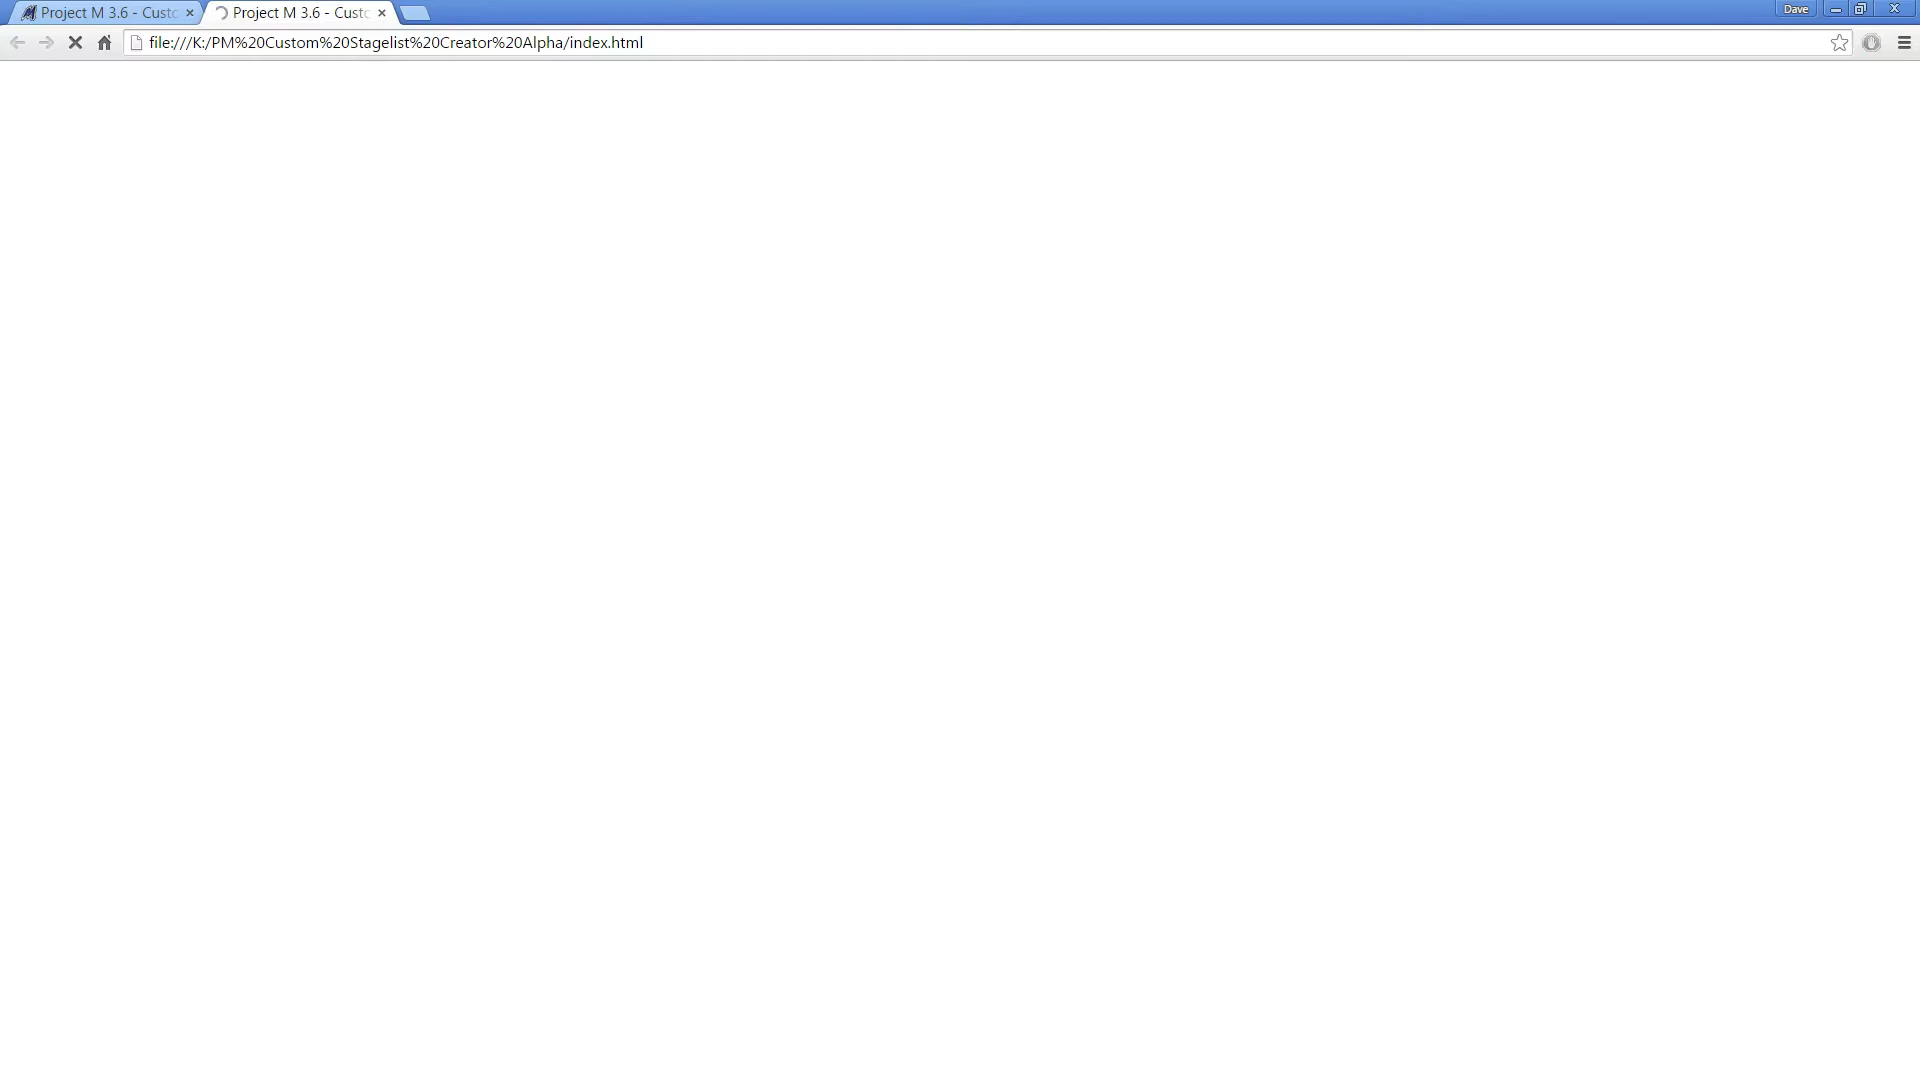 Project M 3.6 - Custo
Project M 3.6 - Custo
Dave
file:///K:/PM%20Custom%20Stagelist%20Creator%20Alpha/index.html